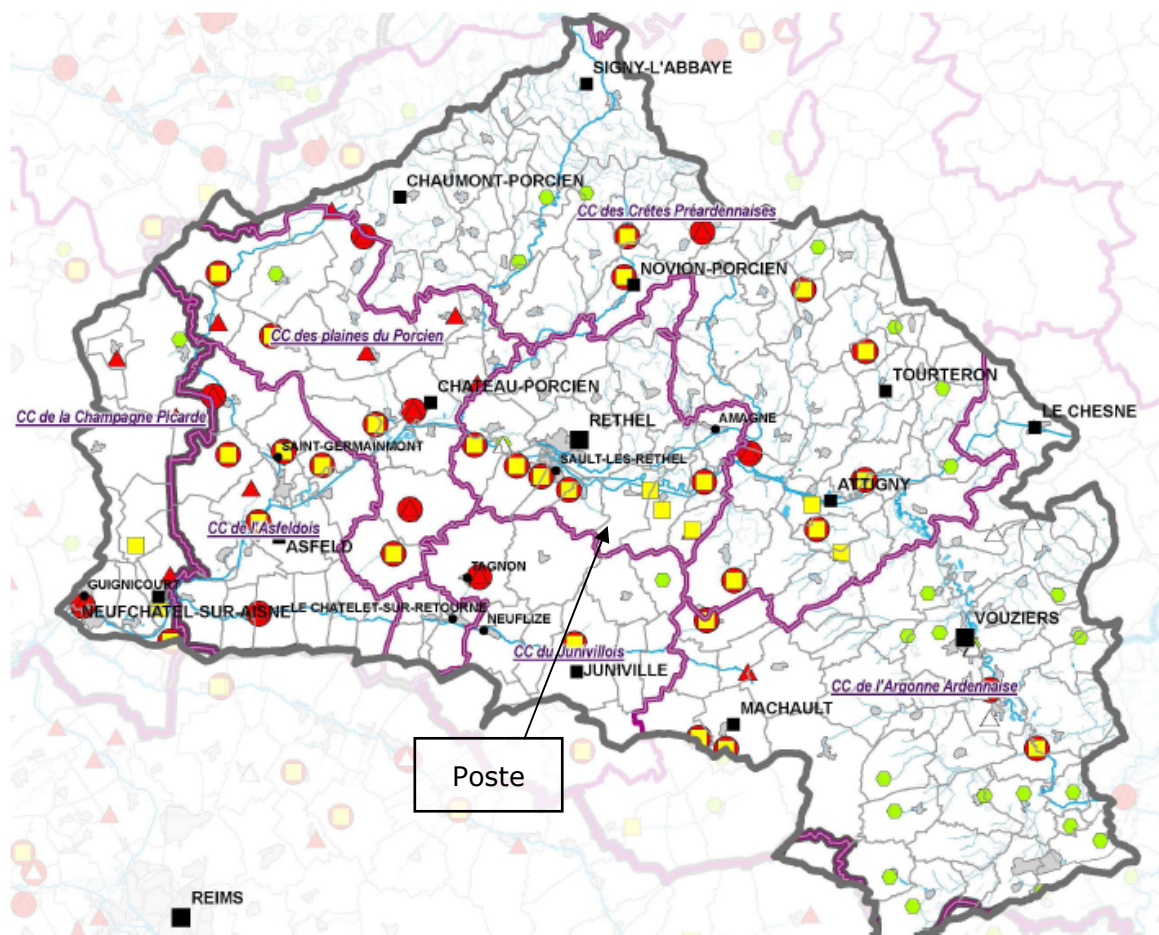 SIGNY-L'ABBAYE
CHAUMONT-PORCIEN
CC des Crêtes Préardennaises
NOVION-PORCIEN
CC des plaines du Porcien
TOURTERON
CHATEAU-PORCIEN
CC de la Champagne Picarde
RETHEL
AMAGNE
LE CHESNE
SAINT-GERMAINMONT
SAULT-LES-RETHEL
ATTIGNY
CC de l'Asfeldois
ASFELD
TAGNON
GUIGNICOURT
NEUFCHATEL-SUR-AISNE
LE CHATELET-SUR-RETOURNE
NEUFLIZE
VOUZIERS
CC du Junivillois
JUNIVILLE
CC de l'Argonne Ardennaise
MACHAULT
Poste
REIMS